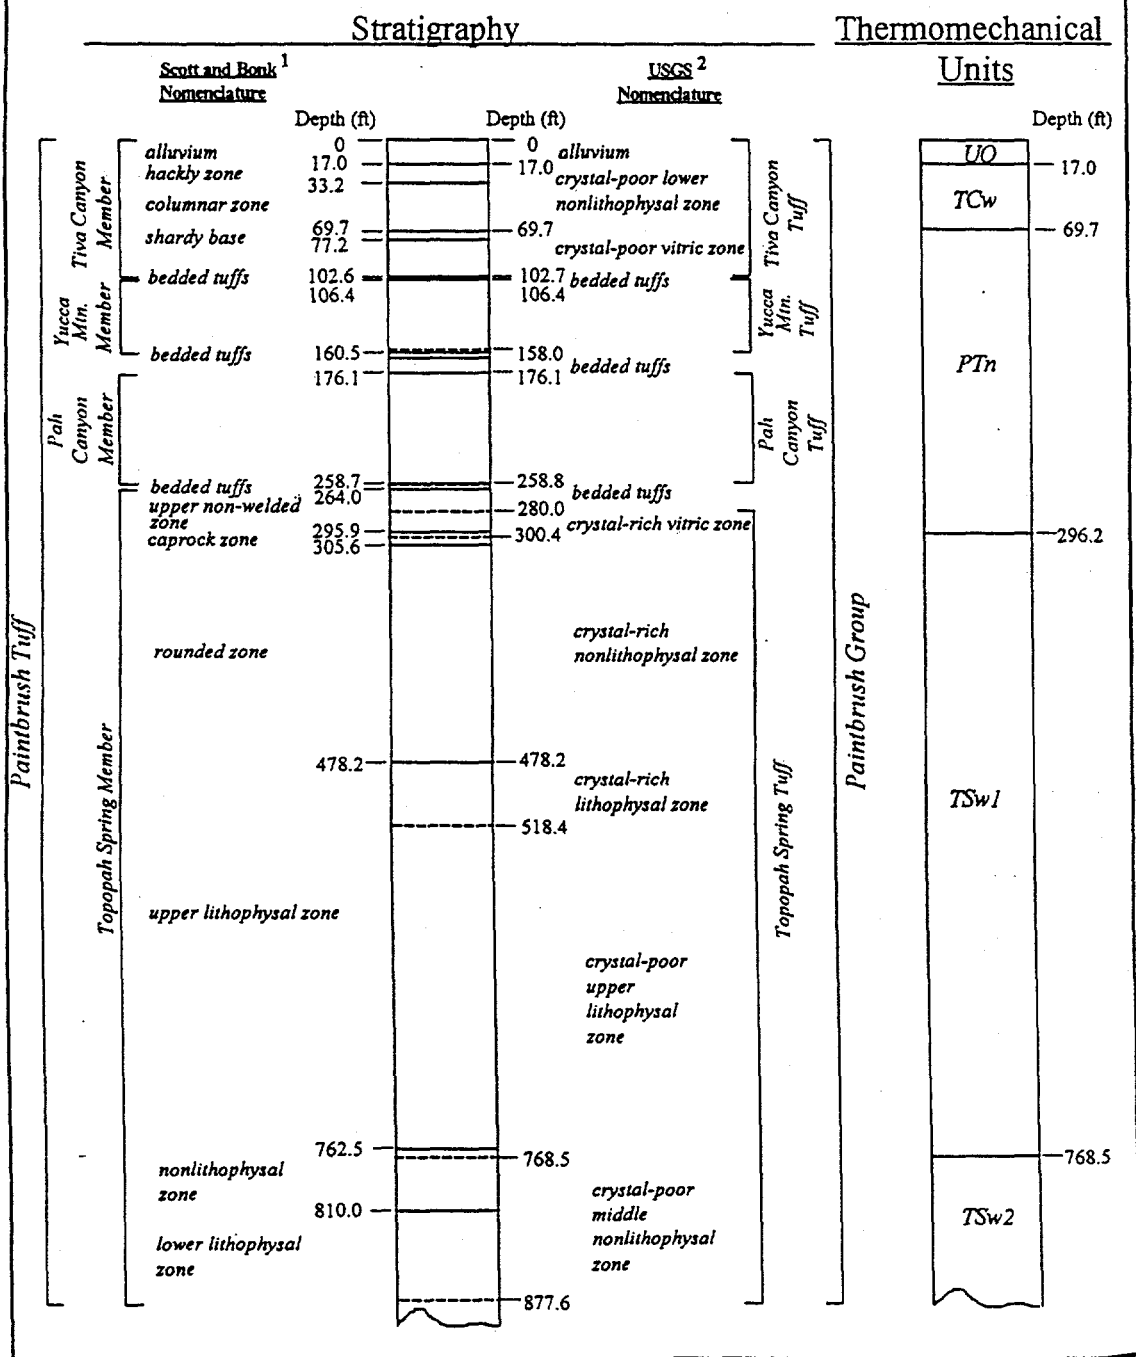 Stratigraphy
Thermomechanical
Units
Scott and Bonk 1
Nomenclature
USGS 2
Nomenclature
Depth (ft)
Depth (ft)
Depth (ft)
Paintbrush Tuff
Tiva Canyon
Member
Yucca
Mtn.
Member
Pah
Canyon
Member
Topopah Spring Member
alluvium
hackly zone
columnar zone
shardy base
bedded tuffs
bedded tuffs
bedded tuffs
upper non-welded
zone
caprock zone
rounded zone
upper lithophysal zone
nonlithophysal
zone
lower lithophysal
zone
0
17.0
33.2
69.7
77.2
102.6
106.4
160.5
176.1
258.7
264.0
295.9
305.6
478.2
762.5
810.0
0
17.0
69.7
102.7
106.4
158.0
176.1
258.8
280.0
300.4
478.2
518.4
768.5
877.6
alluvium
crystal-poor lower
nonlithophysal zone
crystal-poor vitric zone
bedded tuffs
bedded tuffs
bedded tuffs
crystal-rich vitric zone
crystal-rich
nonlithophysal zone
crystal-rich
lithophysal zone
crystal-poor
upper
lithophysal
zone
crystal-poor
middle
nonlithophysal
zone
Tiva Canyon
Tuff
Yucca
Mtn.
Tuff
Pah
Canyon
Tuff
Topopah Spring Tuff
Paintbrush Group
UO
TCw
PTn
TSw1
TSw2
17.0
69.7
296.2
768.5